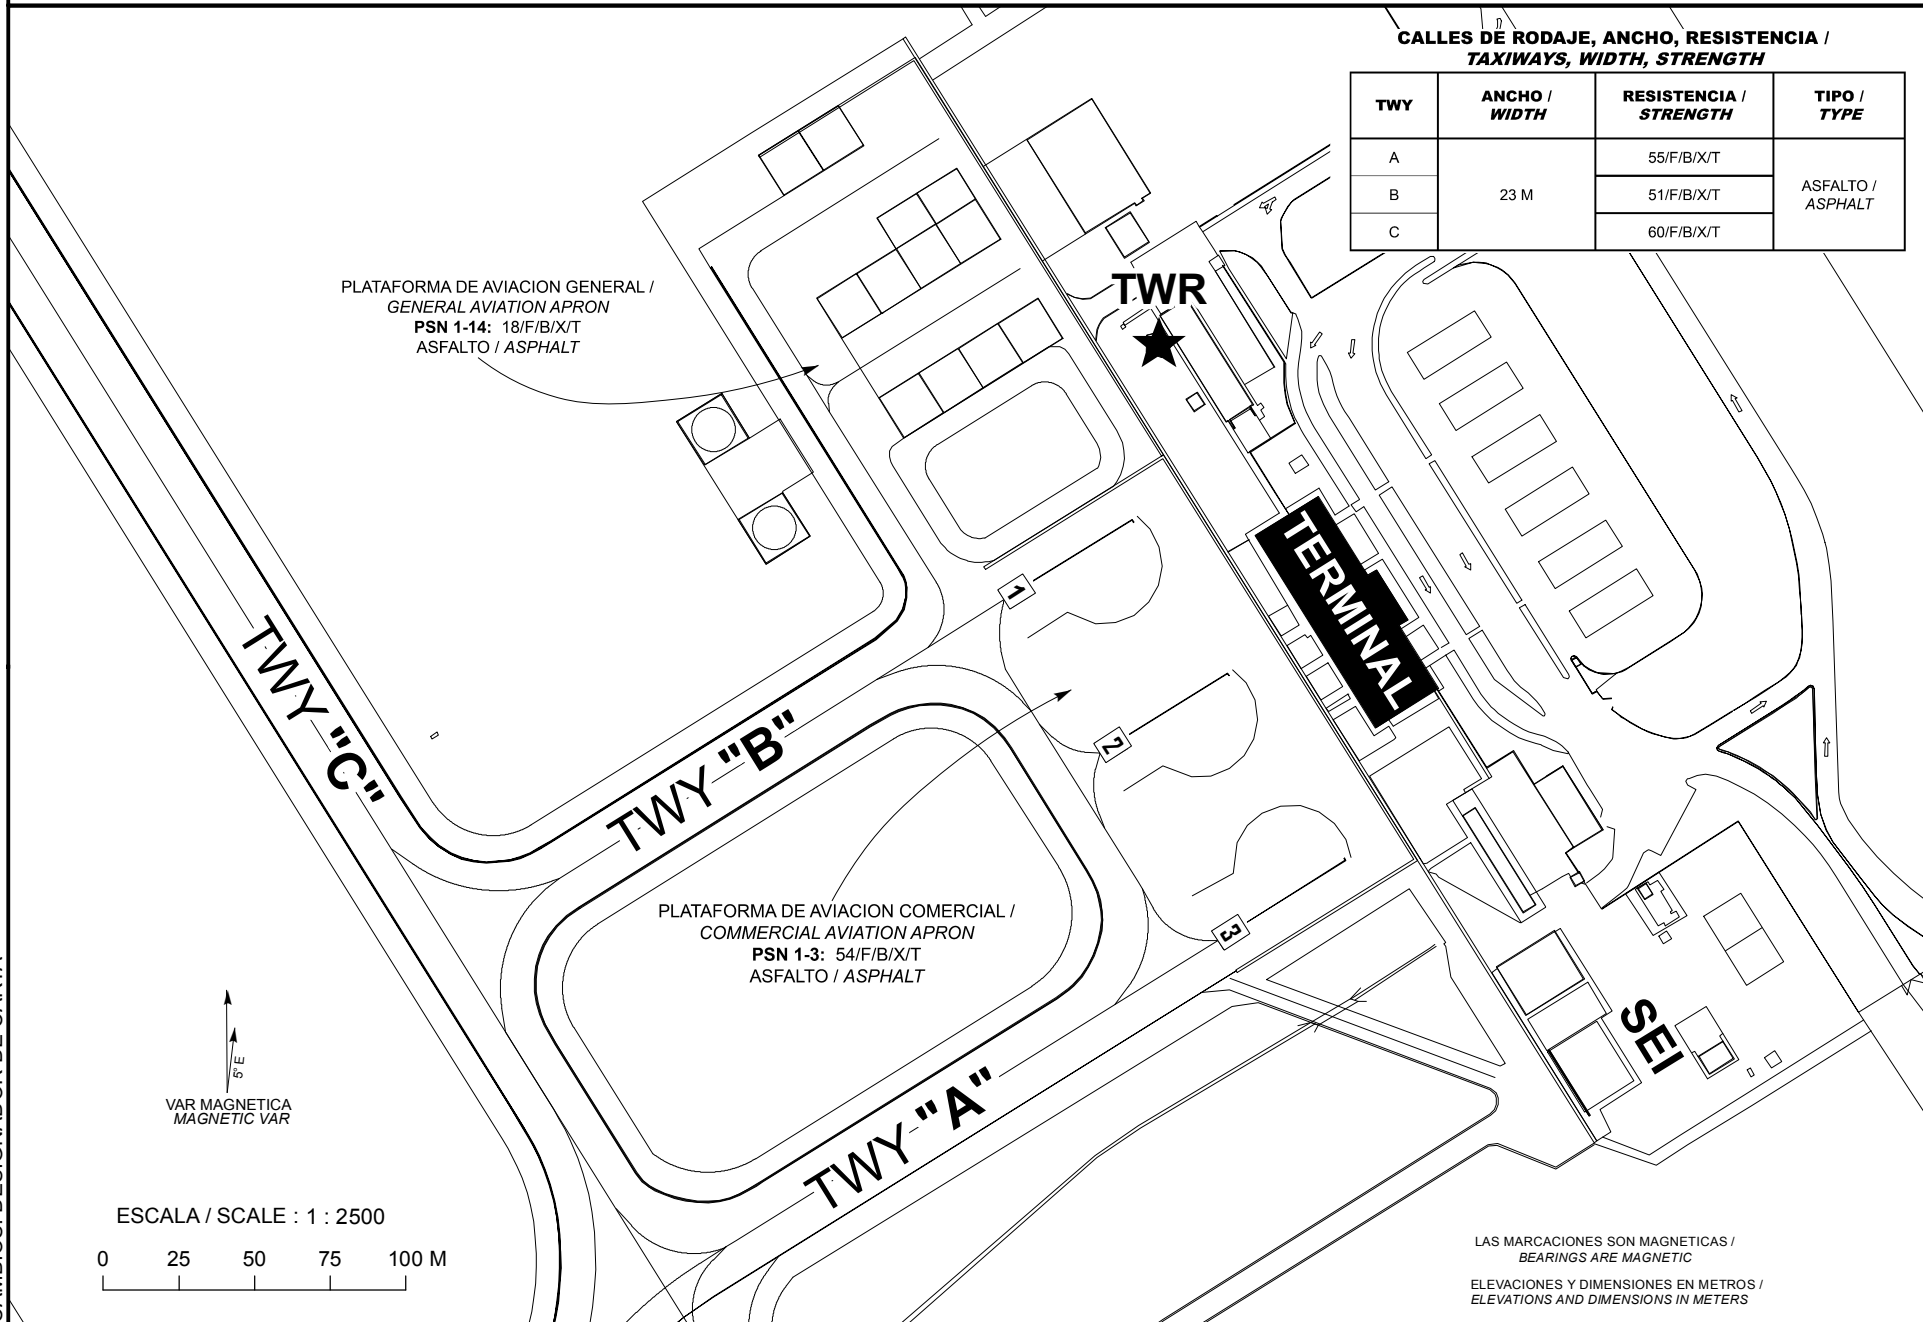 CALLES DE RODAJE, ANCHO, RESISTENCIA /
TAXIWAYS, WIDTH, STRENGTH
TWY
ANCHO /
WIDTH
RESISTENCIA /
STRENGTH
TIPO /
TYPE
A
55/F/B/X/T
B
23 M
51/F/B/X/T
ASFALTO /
ASPHALT
C
60/F/B/X/T
PLATAFORMA DE AVIACION GENERAL /
GENERAL AVIATION APRON
PSN 1-14: 18/F/B/X/T
ASFALTO / ASPHALT
TWR
TERMINAL
1
2
3
TWY "C"
TWY "B"
PLATAFORMA DE AVIACION COMERCIAL /
COMMERCIAL AVIATION APRON
PSN 1-3: 54/F/B/X/T
ASFALTO / ASPHALT
TWY "A"
SEI
5° E
VAR MAGNETICA
MAGNETIC VAR
ESCALA / SCALE : 1 : 2500
0 25 50 75 100 M
LAS MARCACIONES SON MAGNETICAS /
BEARINGS ARE MAGNETIC
ELEVACIONES Y DIMENSIONES EN METROS /
ELEVATIONS AND DIMENSIONS IN METERS